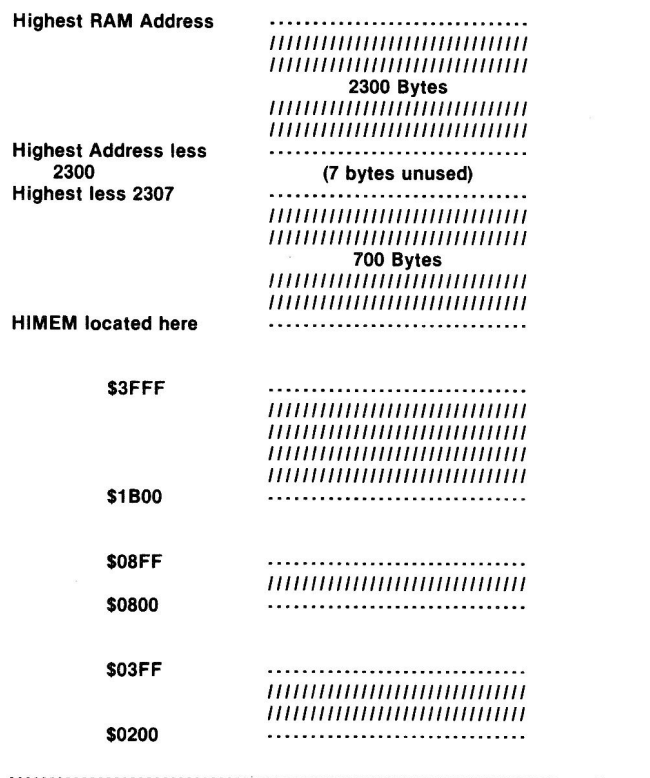 Highest RAM Address ..............................
//////////////////////////////
//////////////////////////////
2300 Bytes
//////////////////////////////
//////////////////////////////
Highest Address less ..............................
2300 (7 bytes unused)
Highest less 2307 ..............................
//////////////////////////////
//////////////////////////////
700 Bytes
//////////////////////////////
//////////////////////////////
HIMEM located here ..............................
$3FFF ..............................
//////////////////////////////
//////////////////////////////
//////////////////////////////
//////////////////////////////
$1B00 ..............................
$08FF ..............................
//////////////////////////////
$0800 ..............................
$03FF ..............................
//////////////////////////////
//////////////////////////////
$0200 ..............................